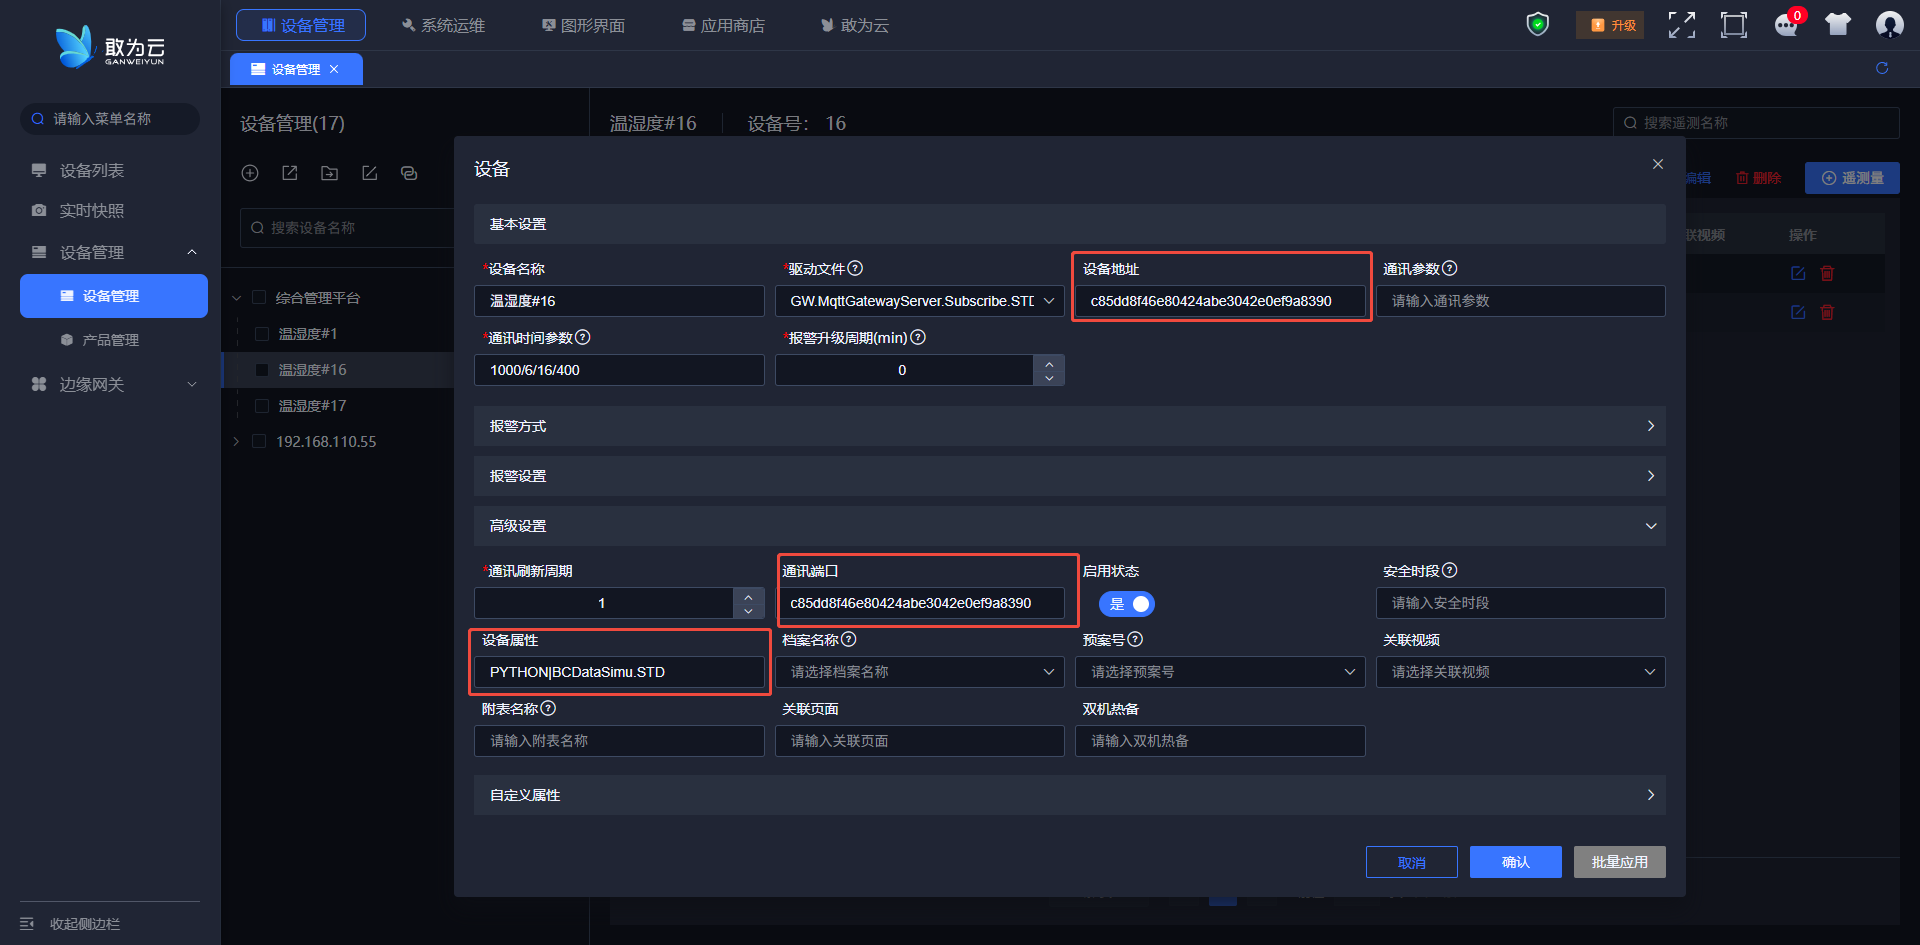 敢为云
GANWEIYUN
设备管理
系统运维
图形界面
应用商店
敢为云
升级
0
设备管理
请输入菜单名称
设备列表
实时快照
设备管理
设备管理
产品管理
边缘网关
收起侧边栏
设备管理(17)
搜索设备名称
综合管理平台
温湿度#1
温湿度#16
温湿度#17
192.168.110.55
温湿度#16
设备号: 16
搜索遥测名称
编辑
删除
遥测量
联视频
操作
设备
基本设置
*设备名称
*驱动文件
设备地址
通讯参数
温湿度#16
GW.MqttGatewayServer.Subscribe.STD
c85dd8f46e80424abe3042e0ef9a8390
请输入通讯参数
*通讯时间参数
*报警升级周期(min)
1000/6/16/400
0
报警方式
报警设置
高级设置
*通讯刷新周期
通讯端口
启用状态
安全时段
1
c85dd8f46e80424abe3042e0ef9a8390
是
请输入安全时段
设备属性
档案名称
预案号
关联视频
PYTHON|BCDataSimu.STD
请选择档案名称
请选择预案号
请选择关联视频
附表名称
关联页面
双机热备
请输入附表名称
请输入关联页面
请输入双机热备
自定义属性
取消
确认
批量应用